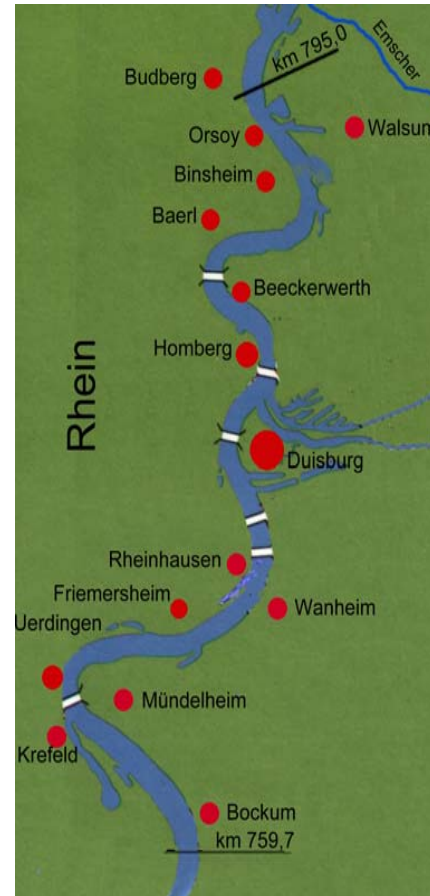 Emscher
km 795,0
Budberg
Orsoy
Walsum
Binsheim
Baerl
Beeckerwerth
Homberg
Rhein
Duisburg
Rheinhausen
Friemersheim
Wanheim
Uerdingen
Mündelheim
Krefeld
Bockum
km 759,7